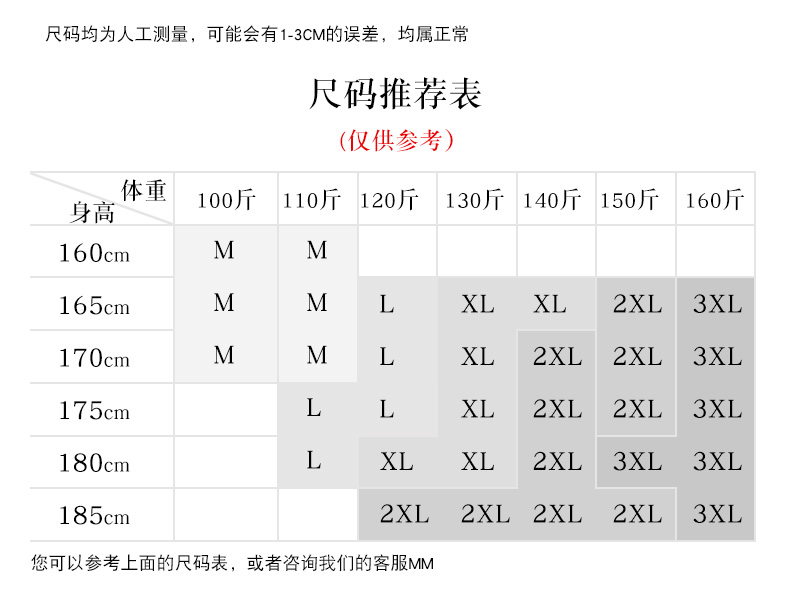 尺码均为人工测量，可能会有1-3CM的误差，均属正常
尺码推荐表
(仅供参考)
体重
身高
100斤 110斤 120斤 130斤 140斤 150斤 160斤
160cm M M
165cm M M L XL XL 2XL 3XL
170cm M M L XL 2XL 2XL 3XL
175cm L L XL 2XL 2XL 3XL
180cm L XL XL 2XL 3XL 3XL
185cm 2XL 2XL 2XL 2XL 3XL
您可以参考上面的尺码表，或者咨询我们的客服MM